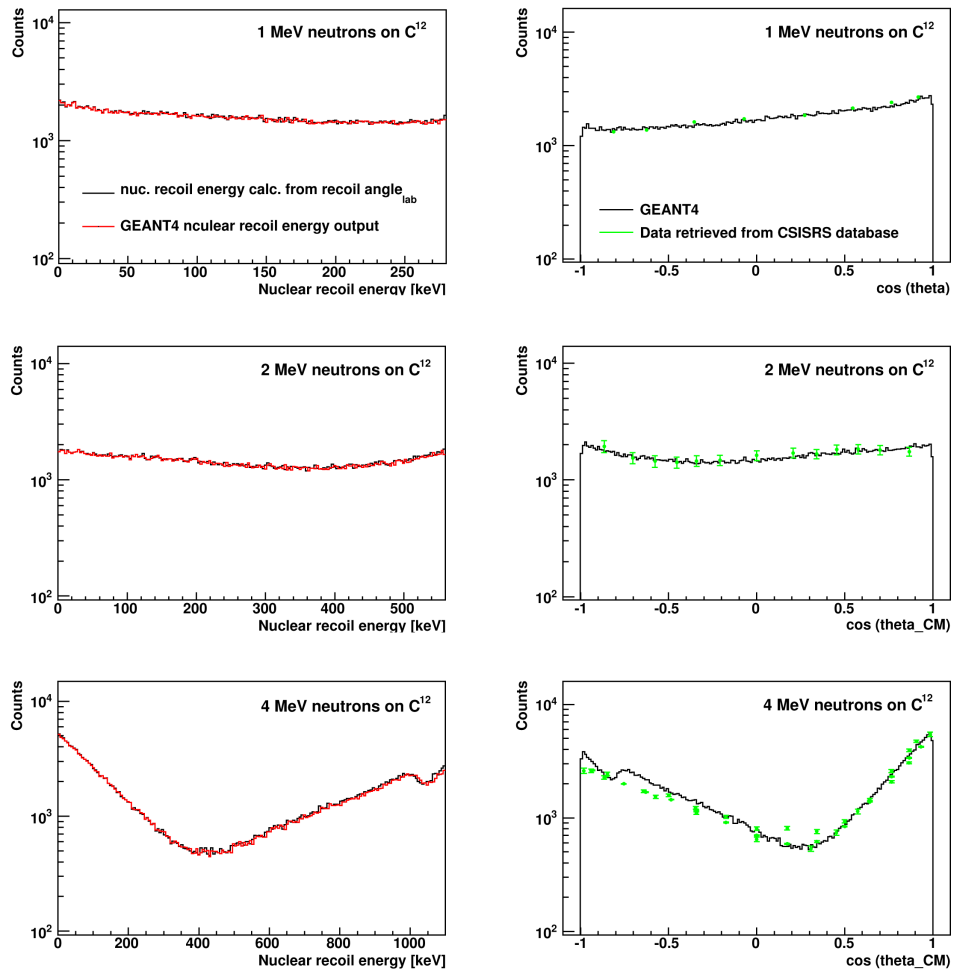 Counts
10^4
10^3
10^2
1 MeV neutrons on C^12
nuc. recoil energy calc. from recoil angle_lab
GEANT4 ncuclear recoil energy output
0 50 100 150 200 250
Nuclear recoil energy [keV]
Counts
10^4
10^3
10^2
1 MeV neutrons on C^12
GEANT4
Data retrieved from CSISRS database
-1 -0.5 0 0.5 1
cos (theta)
Counts
10^4
10^3
10^2
2 MeV neutrons on C^12
0 100 200 300 400 500
Nuclear recoil energy [keV]
Counts
10^4
10^3
10^2
2 MeV neutrons on C^12
-1 -0.5 0 0.5 1
cos (theta_CM)
Counts
10^4
10^3
10^2
4 MeV neutrons on C^12
0 200 400 600 800 1000
Nuclear recoil energy [keV]
Counts
10^4
10^3
10^2
4 MeV neutrons on C^12
-1 -0.5 0 0.5 1
cos (theta_CM)